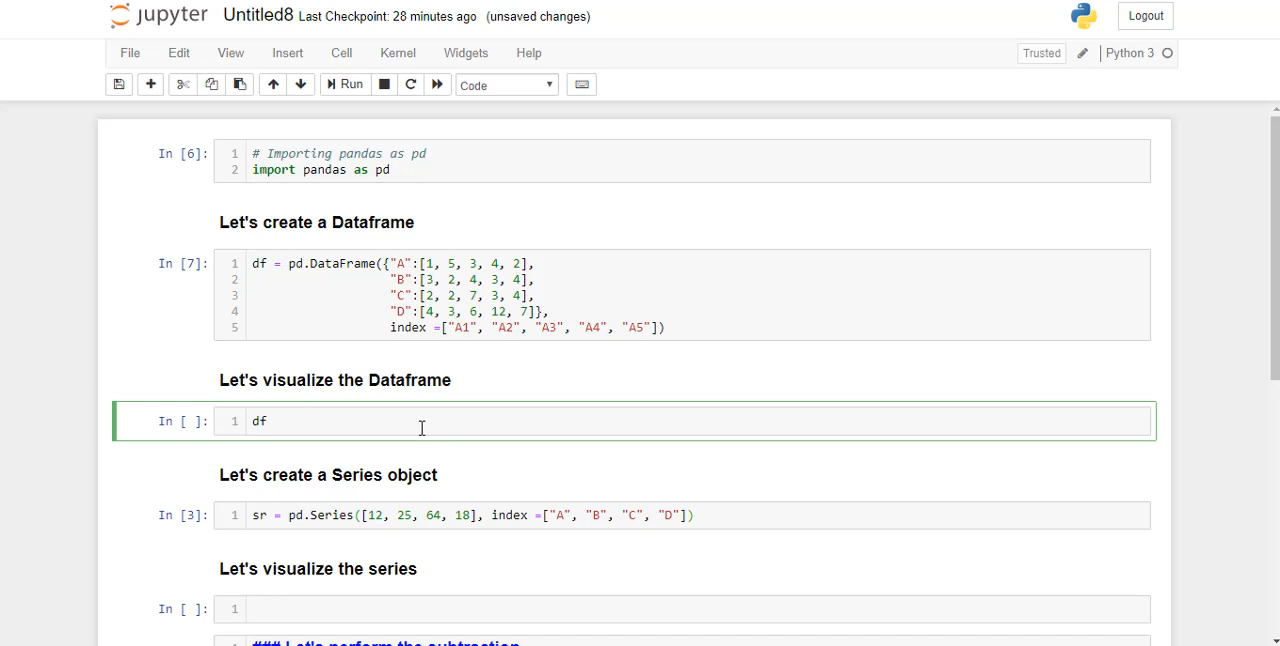 jupyter Untitled8 Last Checkpoint: 28 minutes ago (unsaved changes) Logout
File Edit View Insert Cell Kernel Widgets Help Trusted Python 3
Run Code
In [6]: 1 # Importing pandas as pd
2 import pandas as pd
Let's create a Dataframe
In [7]: 1 df = pd.DataFrame({"A":[1, 5, 3, 4, 2],
2 "B":[3, 2, 4, 3, 4],
3 "C":[2, 2, 7, 3, 4],
4 "D":[4, 3, 6, 12, 7]},
5 index =["A1", "A2", "A3", "A4", "A5"])
Let's visualize the Dataframe
In [ ]: 1 df
Let's create a Series object
In [3]: 1 sr = pd.Series([12, 25, 64, 18], index =["A", "B", "C", "D"])
Let's visualize the series
In [ ]: 1
### Let's perform the subtraction